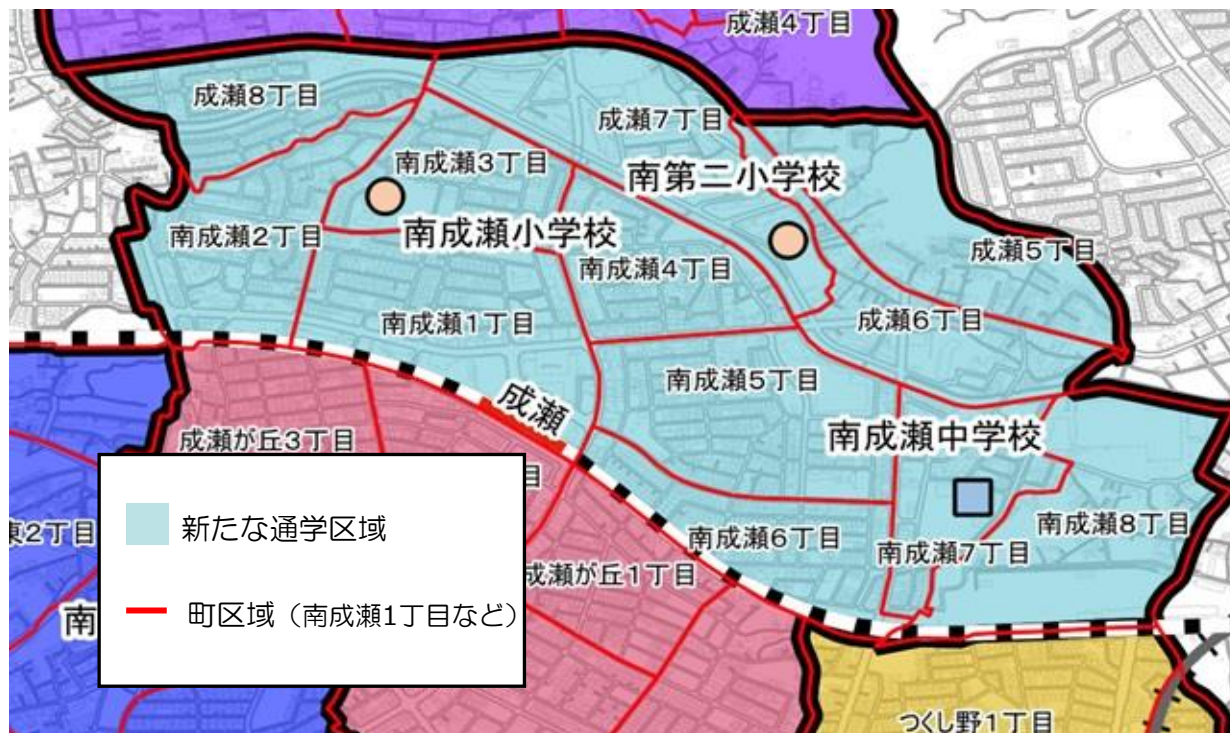 成瀬4丁目
成瀬8丁目
成瀬7丁目
南成瀬3丁目
南第二小学校
南成瀬2丁目
南成瀬小学校
成瀬5丁目
南成瀬4丁目
南成瀬1丁目
成瀬6丁目
南成瀬5丁目
成瀬
南成瀬中学校
成瀬が丘3丁目
目
新たな通学区域
東2丁目
南成瀬8丁目
南成瀬6丁目
南成瀬7丁目
成瀬が丘1丁目
町区域（南成瀬1丁目など）
南
つくし野1丁目